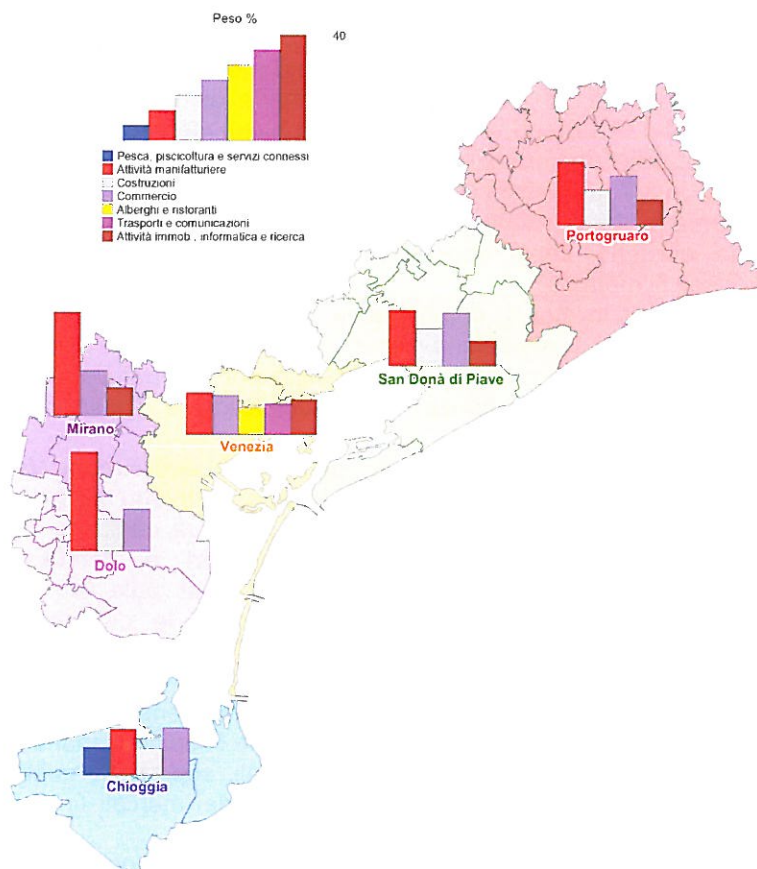 Peso %
40
Pesca, piscicoltura e servizi connessi
Attività manifatturiere
Costruzioni
Commercio
Alberghi e ristoranti
Trasporti e comunicazioni
Attività immob., informatica e ricerca
Portogruaro
San Donà di Piave
Mirano
Venezia
Dolo
Chioggia